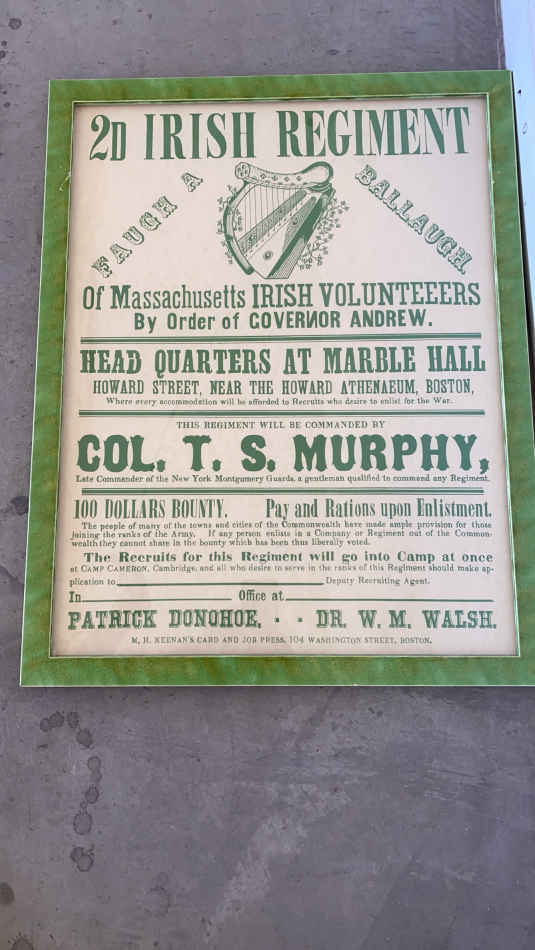 2D IRISH REGIMENT
FAUGH A BALLAUGH
Of Massachusetts IRISH VOLUNTEEERS
By Order of GOVERNOR ANDREW.
HEAD QUARTERS AT MARBLE HALL
HOWARD STREET, NEAR THE HOWARD ATHENAEUM, BOSTON,
Where every accommodation will be afforded to Recruits who desire to enlist for the War.
THIS REGIMENT WILL BE COMMANDED BY
COL. T. S. MURPHY,
Late Commander of the New York Montgomery Guards, a gentleman qualified to commend any Regiment.
100 DOLLARS BOUNTY. Pay and Rations upon Enlistment.
The people of many of the towns and cities of the Commonwealth have made ample provision for those
joining the ranks of the Army. If any person enlists in a Company or Regiment out of the Common-
wealth they cannot share in the bounty which has been thus liberally voted.
The Recruits for this Regiment will go into Camp at once
at CAMP CAMERON, Cambridge, and all who desire to serve in the ranks of this Regiment should make ap-
plication to Deputy Recruiting Agent.
In Office at
PATRICK DONOHOE, · · DR. W. M. WALSH.
M. H. KEENAN'S CARD AND JOB PRESS, 104 WASHINGTON STREET, BOSTON.